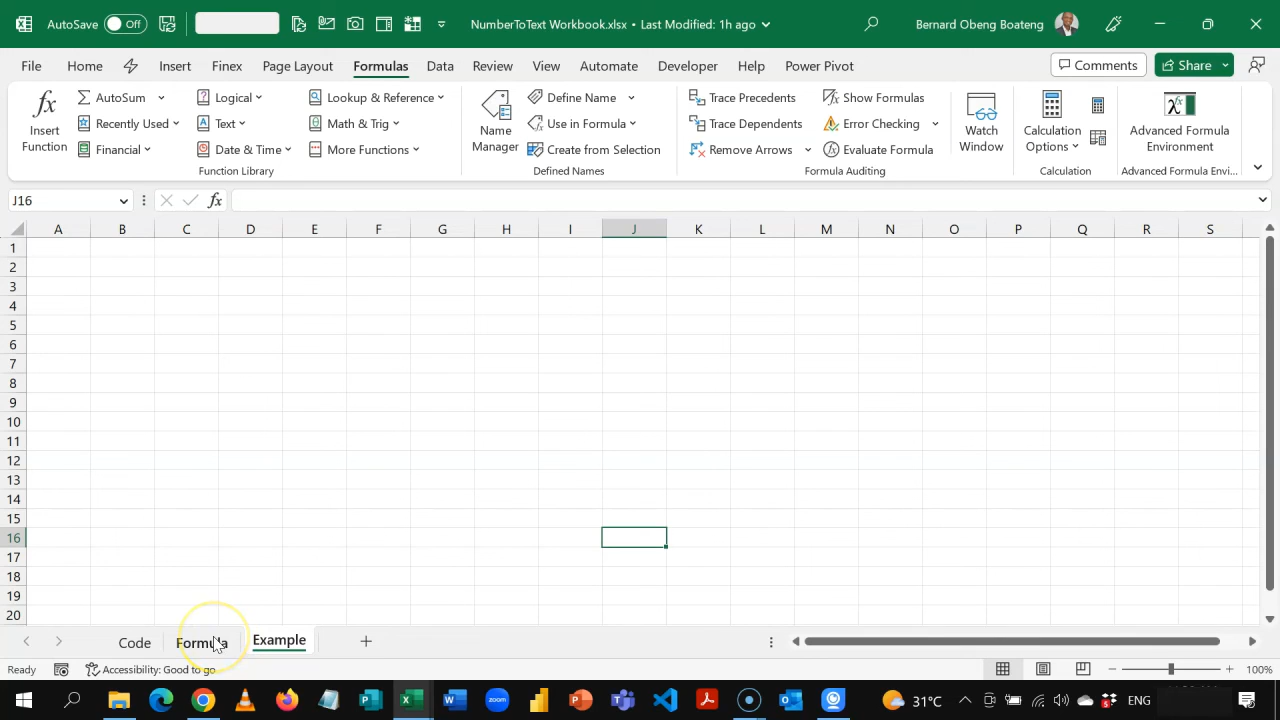 AutoSave Off NumberToText Workbook.xlsx • Last Modified: 1h ago Bernard Obeng Boateng
File Home Insert Finex Page Layout Formulas Data Review View Automate Developer Help Power Pivot Comments Share
AutoSum Logical Lookup & Reference Define Name Trace Precedents Show Formulas
Recently Used Text Math & Trig Use in Formula Trace Dependents Error Checking
Financial Date & Time More Functions Create from Selection Remove Arrows Evaluate Formula
Insert Function
Name Manager
Watch Window
Calculation Options
Advanced Formula Environment
Function Library Defined Names Formula Auditing Calculation Advanced Formula Envi...
J16 fx
A B C D E F G H I J K L M N O P Q R S
1
2
3
4
5
6
7
8
9
10
11
12
13
14
15
16
17
18
19
20
Code Formula Example
Ready Accessibility: Good to go 100%
31°C ENG